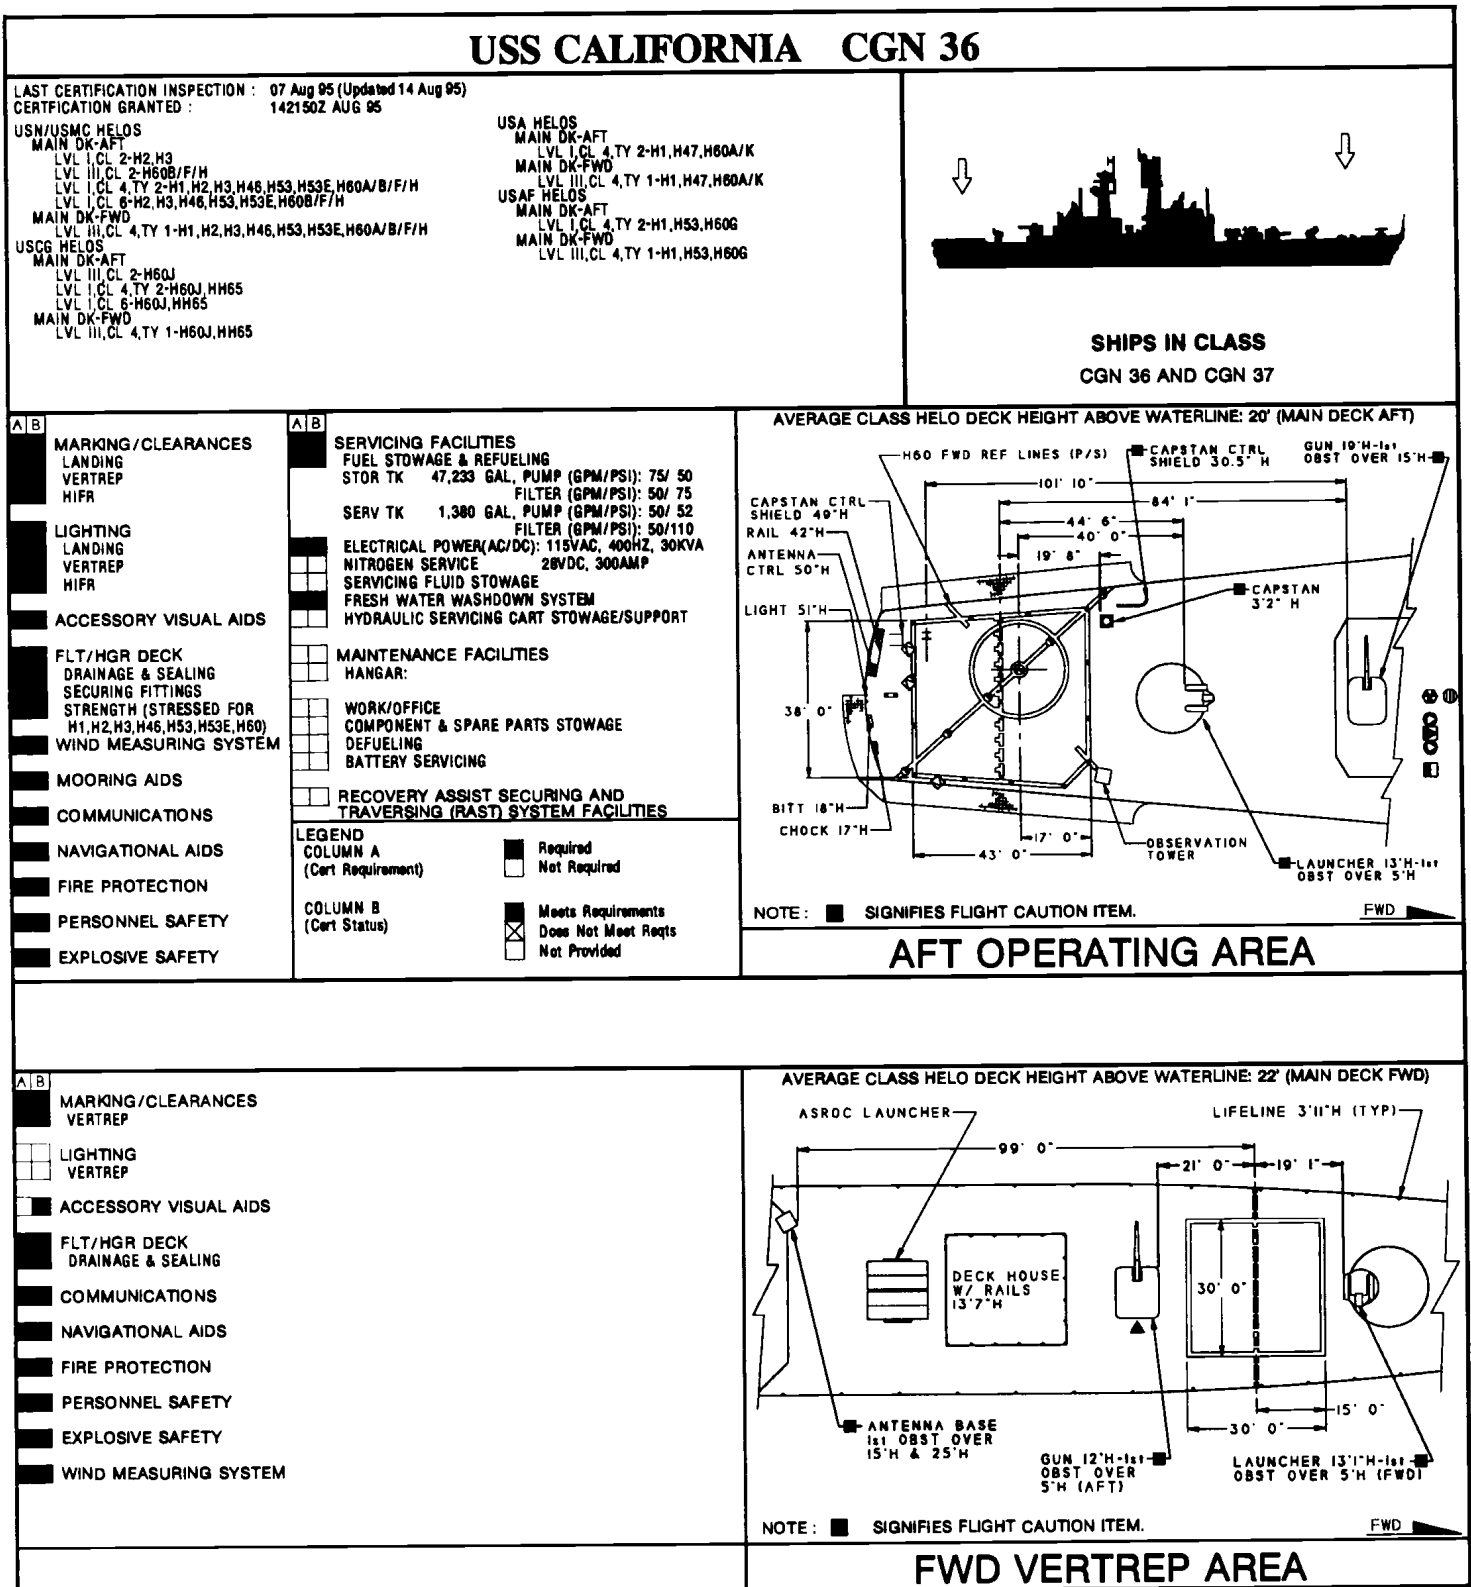 USS CALIFORNIA CGN 36
LAST CERTIFICATION INSPECTION : 07 Aug 95 (Updated 14 Aug 95)
CERTFICATION GRANTED : 142150Z AUG 95
USN/USMC HELOS
MAIN DK-AFT
LVL I,CL 2-H2,H3
LVL III,CL 2-H60B/F/H
LVL I,CL 4,TY 2-H1,H2,H3,H46,H53,H53E,H60A/B/F/H
LVL I,CL 6-H2,H3,H46,H53,H53E,H60B/F/H
MAIN DK-FWD
LVL III,CL 4,TY 1-H1,H2,H3,H46,H53,H53E,H60A/B/F/H
USCG HELOS
MAIN DK-AFT
LVL III,CL 2-H60J
LVL I,CL 4,TY 2-H60J,HH65
LVL I,CL 6-H60J,HH65
MAIN DK-FWD
LVL III,CL 4,TY 1-H60J,HH65
USA HELOS
MAIN DK-AFT
LVL I,CL 4,TY 2-H1,H47,H60A/K
MAIN DK-FWD
LVL III,CL 4,TY 1-H1,H47,H60A/K
USAF HELOS
MAIN DK-AFT
LVL I,CL 4,TY 2-H1,H53,H60G
MAIN DK-FWD
LVL III,CL 4,TY 1-H1,H53,H60G
SHIPS IN CLASS
CGN 36 AND CGN 37
A B
MARKING/CLEARANCES
LANDING
VERTREP
HIFR
LIGHTING
LANDING
VERTREP
HIFR
ACCESSORY VISUAL AIDS
FLT/HGR DECK
DRAINAGE & SEALING
SECURING FITTINGS
STRENGTH (STRESSED FOR
H1,H2,H3,H46,H53,H53E,H60)
WIND MEASURING SYSTEM
MOORING AIDS
COMMUNICATIONS
NAVIGATIONAL AIDS
FIRE PROTECTION
PERSONNEL SAFETY
EXPLOSIVE SAFETY
A B
SERVICING FACILITIES
FUEL STOWAGE & REFUELING
STOR TK 47,233 GAL, PUMP (GPM/PSI): 75/ 50
FILTER (GPM/PSI): 50/ 75
SERV TK 1,380 GAL, PUMP (GPM/PSI): 50/ 52
FILTER (GPM/PSI): 50/110
ELECTRICAL POWER(AC/DC): 115VAC, 400HZ, 30KVA
NITROGEN SERVICE 28VDC, 300AMP
SERVICING FLUID STOWAGE
FRESH WATER WASHDOWN SYSTEM
HYDRAULIC SERVICING CART STOWAGE/SUPPORT
MAINTENANCE FACILITIES
HANGAR:
WORK/OFFICE
COMPONENT & SPARE PARTS STOWAGE
DEFUELING
BATTERY SERVICING
RECOVERY ASSIST SECURING AND
TRAVERSING (RAST) SYSTEM FACILITIES
LEGEND
COLUMN A
(Cert Requirement)
Required
Not Required
COLUMN B
(Cert Status)
Meets Requirements
Does Not Meet Reqts
Not Provided
AVERAGE CLASS HELO DECK HEIGHT ABOVE WATERLINE: 20' (MAIN DECK AFT)
H60 FWD REF LINES (P/S)
CAPSTAN CTRL
SHIELD 30.5" H
GUN 19'H-1st
OBST OVER 15'H
101' 10"
84' 1"
CAPSTAN CTRL
SHIELD 49"H
44' 6"
RAIL 42"H
40' 0"
ANTENNA
CTRL 50"H
19' 8"
CAPSTAN
3'2" H
LIGHT 51"H
38' 0"
BITT 18"H
CHOCK 17"H
17' 0"
43' 0"
OBSERVATION
TOWER
LAUNCHER 13'H-1st
OBST OVER 5'H
NOTE : SIGNIFIES FLIGHT CAUTION ITEM.
FWD
AFT OPERATING AREA
A B
MARKING/CLEARANCES
VERTREP
LIGHTING
VERTREP
ACCESSORY VISUAL AIDS
FLT/HGR DECK
DRAINAGE & SEALING
COMMUNICATIONS
NAVIGATIONAL AIDS
FIRE PROTECTION
PERSONNEL SAFETY
EXPLOSIVE SAFETY
WIND MEASURING SYSTEM
AVERAGE CLASS HELO DECK HEIGHT ABOVE WATERLINE: 22' (MAIN DECK FWD)
ASROC LAUNCHER
LIFELINE 3'11"H (TYP)
99' 0"
21' 0"
19' 1"
DECK HOUSE
W/ RAILS
13'7"H
30' 0"
15' 0"
30' 0"
ANTENNA BASE
1st OBST OVER
15'H & 25'H
GUN 12'H-1st
OBST OVER
5'H (AFT)
LAUNCHER 13'1"H-1st
OBST OVER 5'H (FWD)
NOTE : SIGNIFIES FLIGHT CAUTION ITEM.
FWD
FWD VERTREP AREA